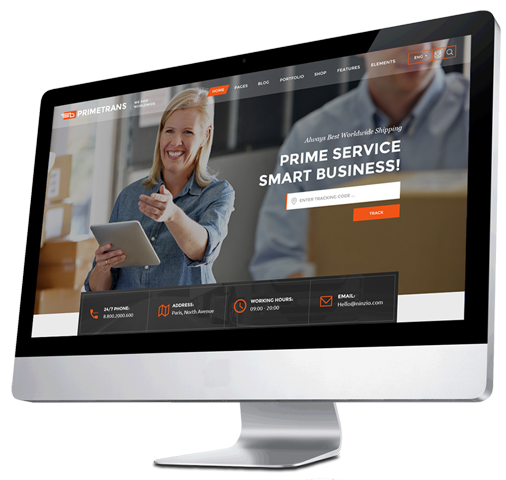 PRIMETRANS
WE SHIP
WORLDWIDE
HOME
PAGES
BLOG
PORTFOLIO
SHOP
FEATURES
ELEMENTS
ENG
Always Best Worldwide Shipping
PRIME SERVICE
SMART BUSINESS!
ENTER TRACKING CODE ...
TRACK
24/7 PHONE:
8.800.2000.600
ADDRESS:
Paris, North Avenue
WORKING HOURS:
09:00 - 20:00
EMAIL:
Hello@ninzio.com